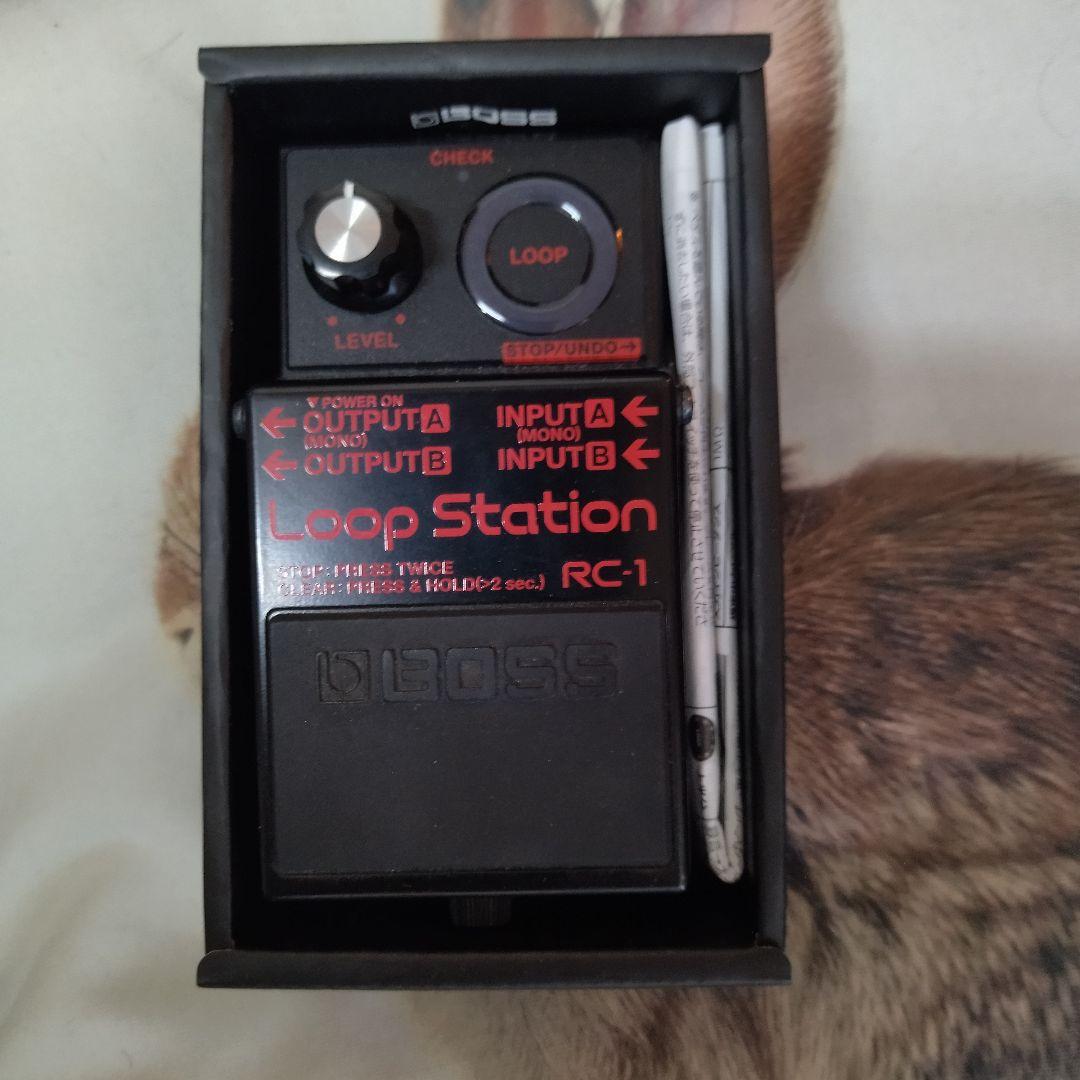 BOSS
CHECK
LOOP
LEVEL
STOP/UNDO→
▼POWER ON
←OUTPUT A
(MONO)
←OUTPUT B
INPUT A←
(MONO)
INPUT B←
Loop Station
STOP: PRESS TWICE
CLEAR: PRESS & HOLD(>2 sec.)
RC-1
BOSS